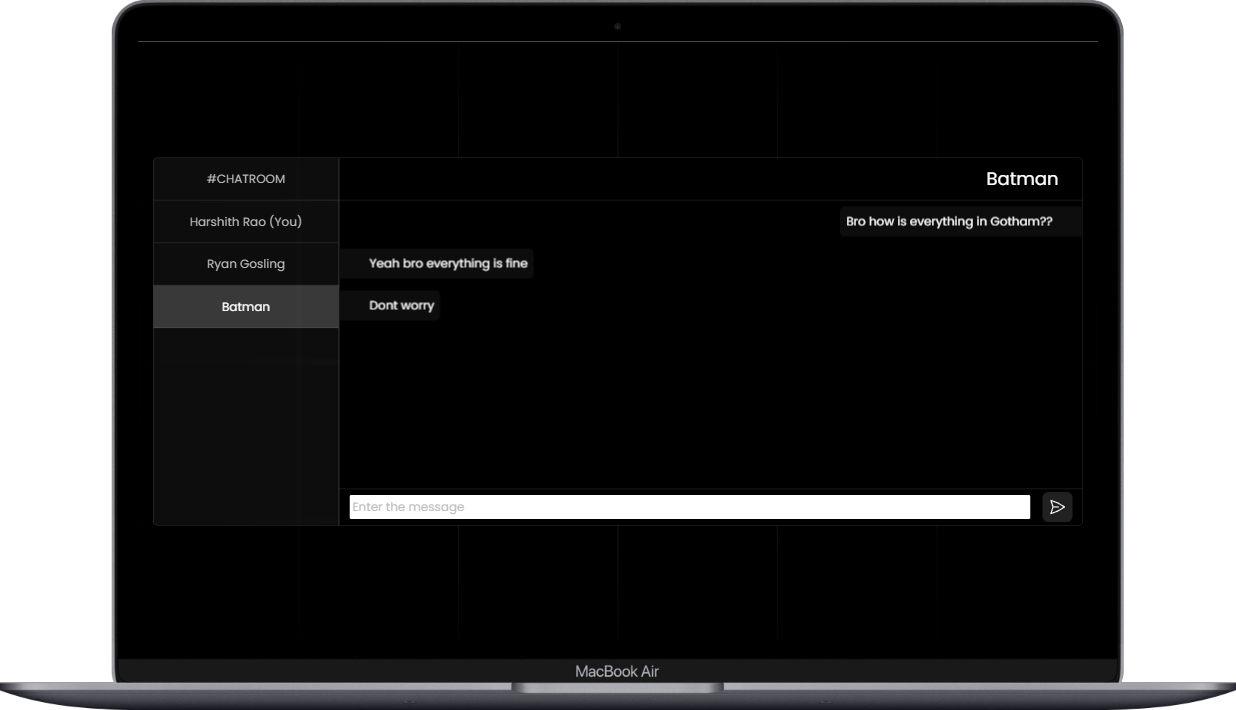 #CHATROOM
Harshith Rao (You)
Ryan Gosling
Batman
Batman
Bro how is everything in Gotham??
Yeah bro everything is fine
Dont worry
Enter the message
MacBook Air